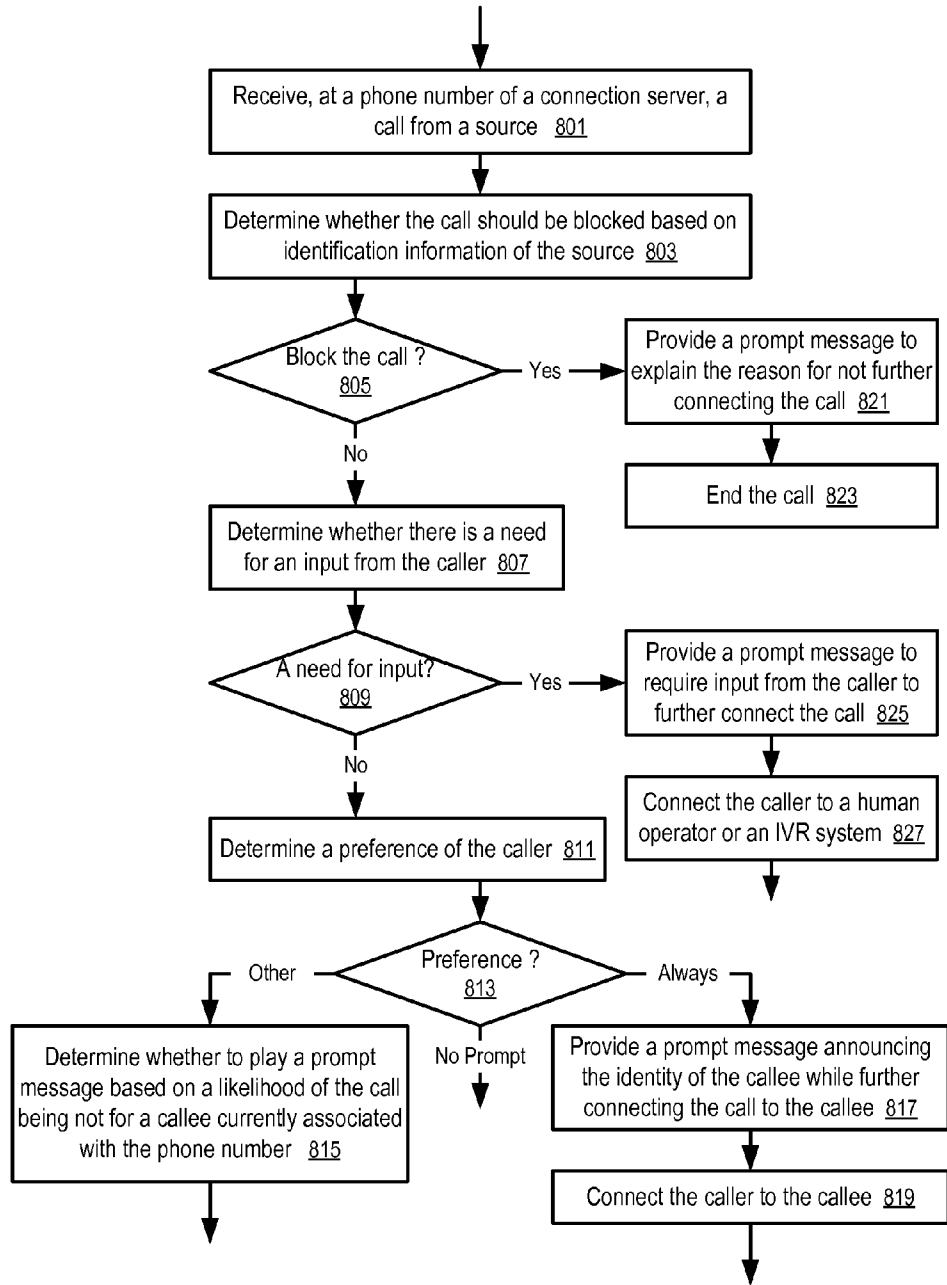 Receive, at a phone number of a connection server, a
call from a source 801
Determine whether the call should be blocked based on
identification information of the source 803
Block the call ?
805
Yes
Provide a prompt message to
explain the reason for not further
connecting the call 821
No
End the call 823
Determine whether there is a need
for an input from the caller 807
A need for input?
809
Yes
Provide a prompt message to
require input from the caller to
further connect the call 825
No
Connect the caller to a human
operator or an IVR system 827
Determine a preference of the caller 811
Preference ?
813
Other
Always
No Prompt
Determine whether to play a prompt
message based on a likelihood of the call
being not for a callee currently associated
with the phone number 815
Provide a prompt message announcing
the identity of the callee while further
connecting the call to the callee 817
Connect the caller to the callee 819